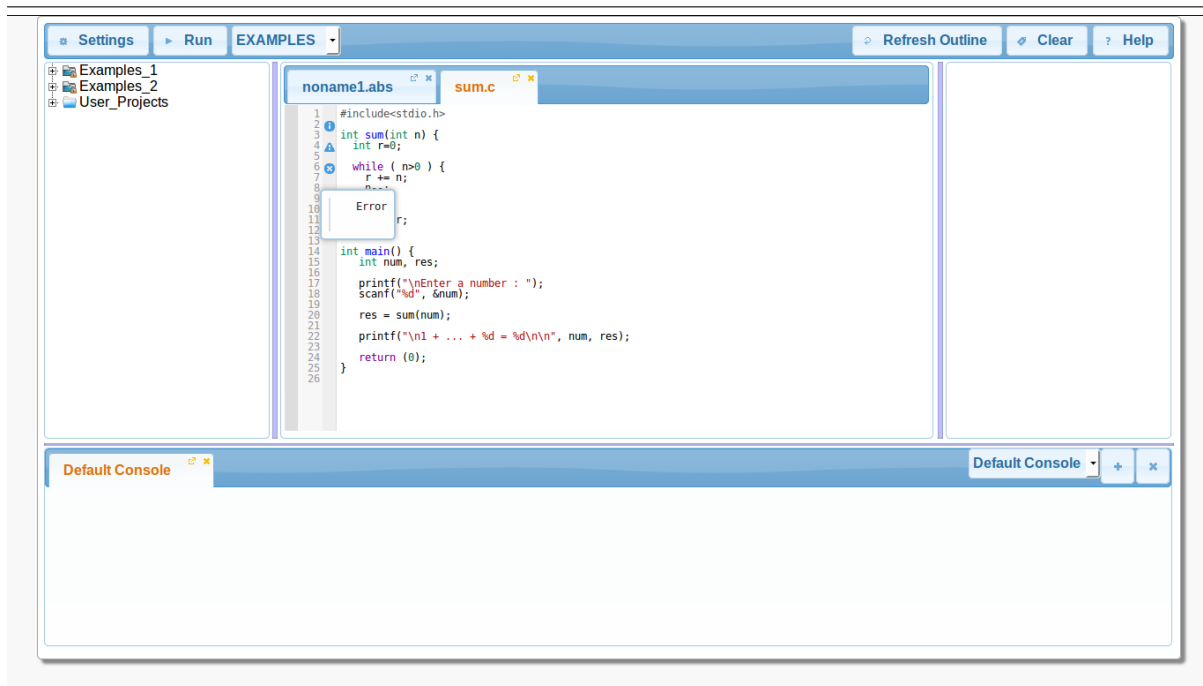 Settings Run EXAMPLES Refresh Outline Clear ? Help
Examples_1
Examples_2
User_Projects
noname1.abs sum.c
1 #include<stdio.h>
2
3 int sum(int n) {
4 int r=0;
5
6 while ( n>0 ) {
7 r += n;
8
9
10 Error
11 r;
12
13
14 int main() {
15 int num, res;
16
17 printf("\nEnter a number : ");
18 scanf("%d", &num);
19
20 res = sum(num);
21
22 printf("\n1 + ... + %d = %d\n\n", num, res);
23
24 return (0);
25 }
26
Default Console Default Console